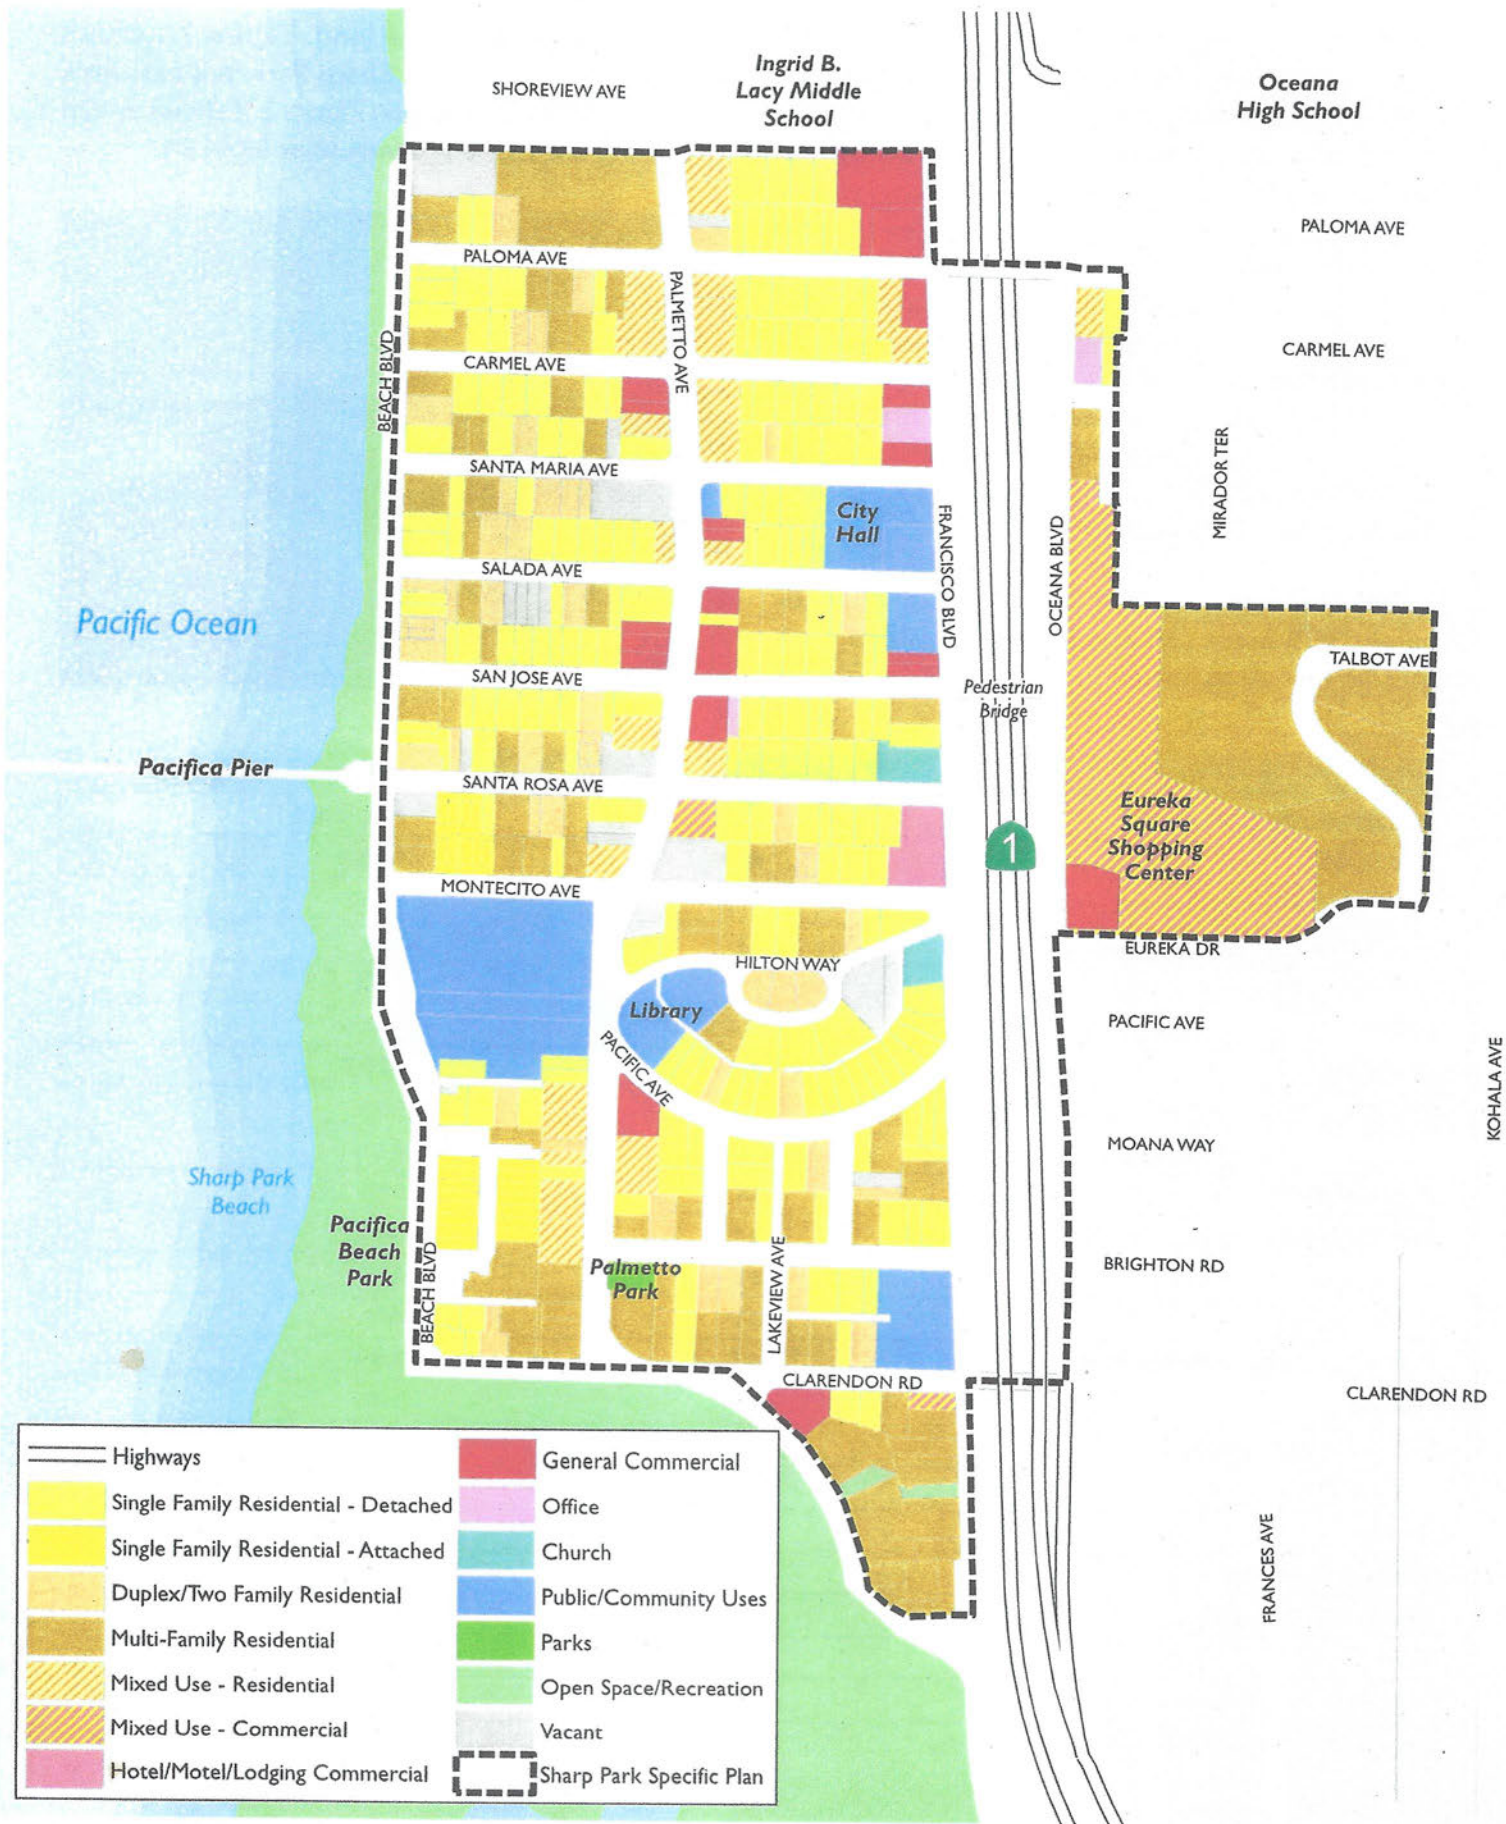 SHOREVIEW AVE
Ingrid B.
Lacy Middle
School
Oceana
High School
PALOMA AVE
PALOMA AVE
PALMETTO AVE
BEACH BLVD
CARMEL AVE
CARMEL AVE
SANTA MARIA AVE
MIRADOR TER
City
Hall
FRANCISCO BLVD
OCEANA BLVD
SALADA AVE
Pacific Ocean
TALBOT AVE
SAN JOSE AVE
Pedestrian
Bridge
Pacifica Pier
SANTA ROSA AVE
Eureka
Square
Shopping
Center
1
MONTECITO AVE
EUREKA DR
HILTON WAY
Library
PACIFIC AVE
PACIFIC AVE
KOHALA AVE
MOANA WAY
Sharp Park
Beach
Pacifica
Beach
Park
BEACH BLVD
Palmetto
Park
LAKEVIEW AVE
BRIGHTON RD
CLARENDON RD
CLARENDON RD
FRANCES AVE
Highways
Single Family Residential - Detached
Single Family Residential - Attached
Duplex/Two Family Residential
Multi-Family Residential
Mixed Use - Residential
Mixed Use - Commercial
Hotel/Motel/Lodging Commercial
General Commercial
Office
Church
Public/Community Uses
Parks
Open Space/Recreation
Vacant
Sharp Park Specific Plan